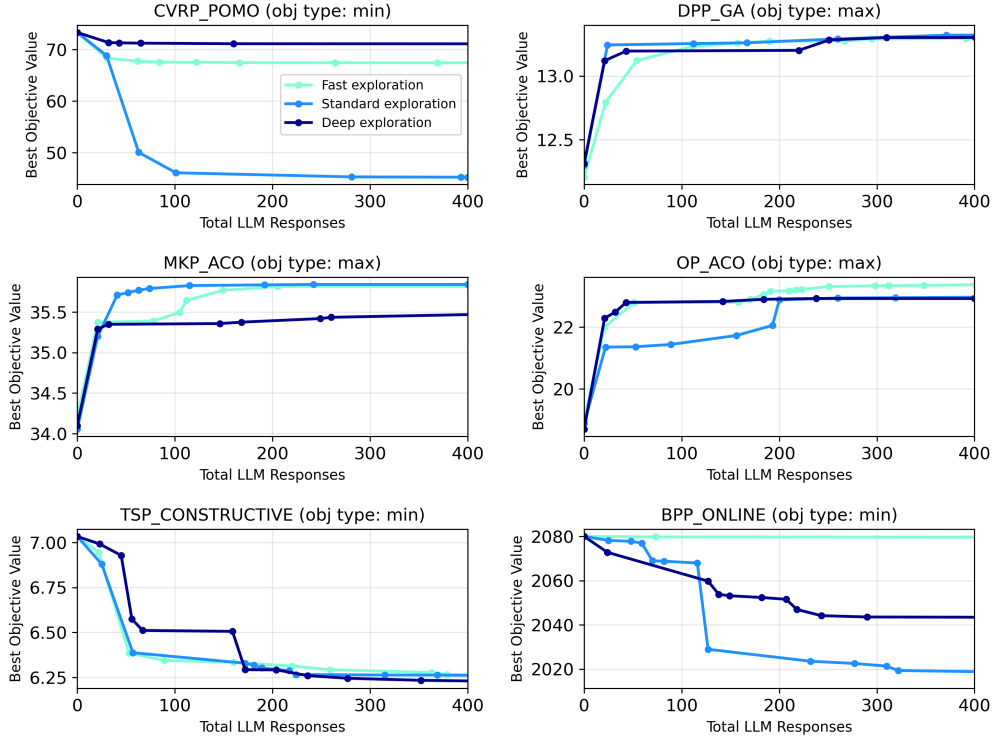 CVRP_POMO (obj type: min)
Best Objective Value
70
60
50
Fast exploration
Standard exploration
Deep exploration
0
100
200
300
400
Total LLM Responses
DPP_GA (obj type: max)
Best Objective Value
13.0
12.5
0
100
200
300
400
Total LLM Responses
MKP_ACO (obj type: max)
Best Objective Value
35.5
35.0
34.5
34.0
0
100
200
300
400
Total LLM Responses
OP_ACO (obj type: max)
Best Objective Value
22
20
0
100
200
300
400
Total LLM Responses
TSP_CONSTRUCTIVE (obj type: min)
Best Objective Value
7.00
6.75
6.50
6.25
0
100
200
300
400
Total LLM Responses
BPP_ONLINE (obj type: min)
Best Objective Value
2080
2060
2040
2020
0
100
200
300
400
Total LLM Responses